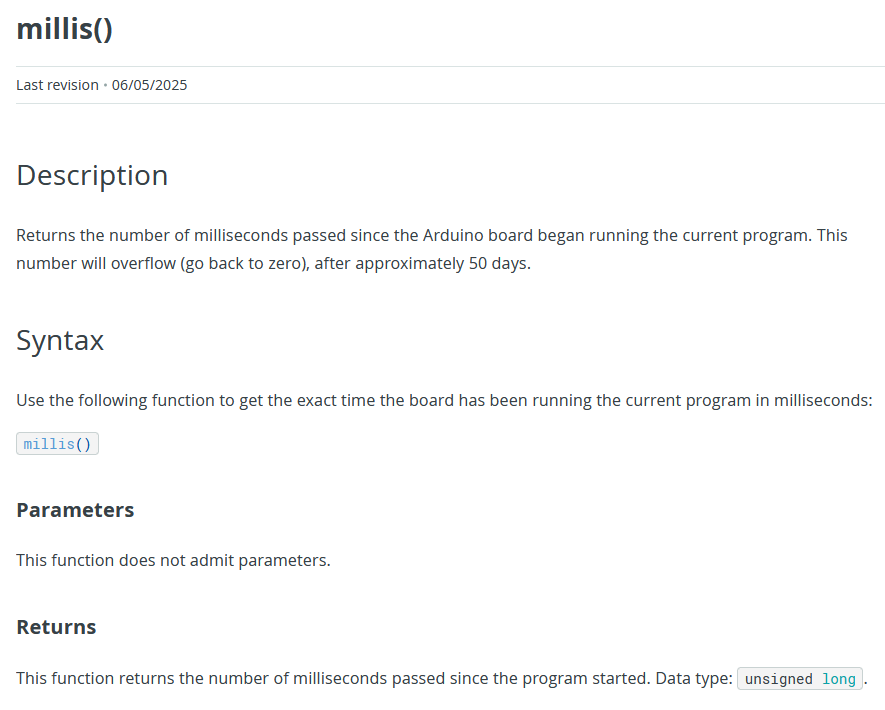 millis()
Last revision • 06/05/2025
Description
Returns the number of milliseconds passed since the Arduino board began running the current program. This
number will overflow (go back to zero), after approximately 50 days.
Syntax
Use the following function to get the exact time the board has been running the current program in milliseconds:
millis()
Parameters
This function does not admit parameters.
Returns
This function returns the number of milliseconds passed since the program started. Data type: unsigned long.